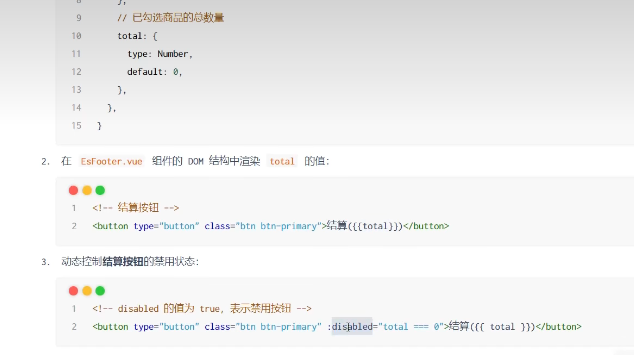 8 },
9 // 已勾选商品的总数量
10 total: {
11 type: Number,
12 default: 0,
13 },
14 },
15 }
2. 在 EsFooter.vue 组件的 DOM 结构中渲染 total 的值：
1 <!-- 结算按钮 -->
2 <button type="button" class="btn btn-primary">结算({{total}})</button>
3. 动态控制结算按钮的禁用状态：
1 <!-- disabled 的值为 true，表示禁用按钮 -->
2 <button type="button" class="btn btn-primary" :disabled="total === 0">结算({{ total }})</button>